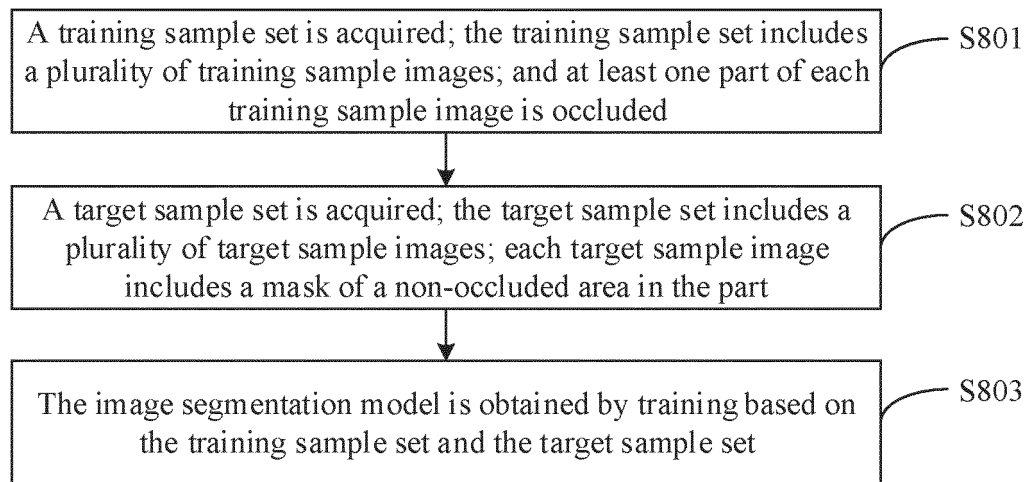 A training sample set is acquired; the training sample set includes
a plurality of training sample images; and at least one part of each
training sample image is occluded
S801
A target sample set is acquired; the target sample set includes a
plurality of target sample images; each target sample image
includes a mask of a non-occluded area in the part
S802
The image segmentation model is obtained by training based on
the training sample set and the target sample set
S803